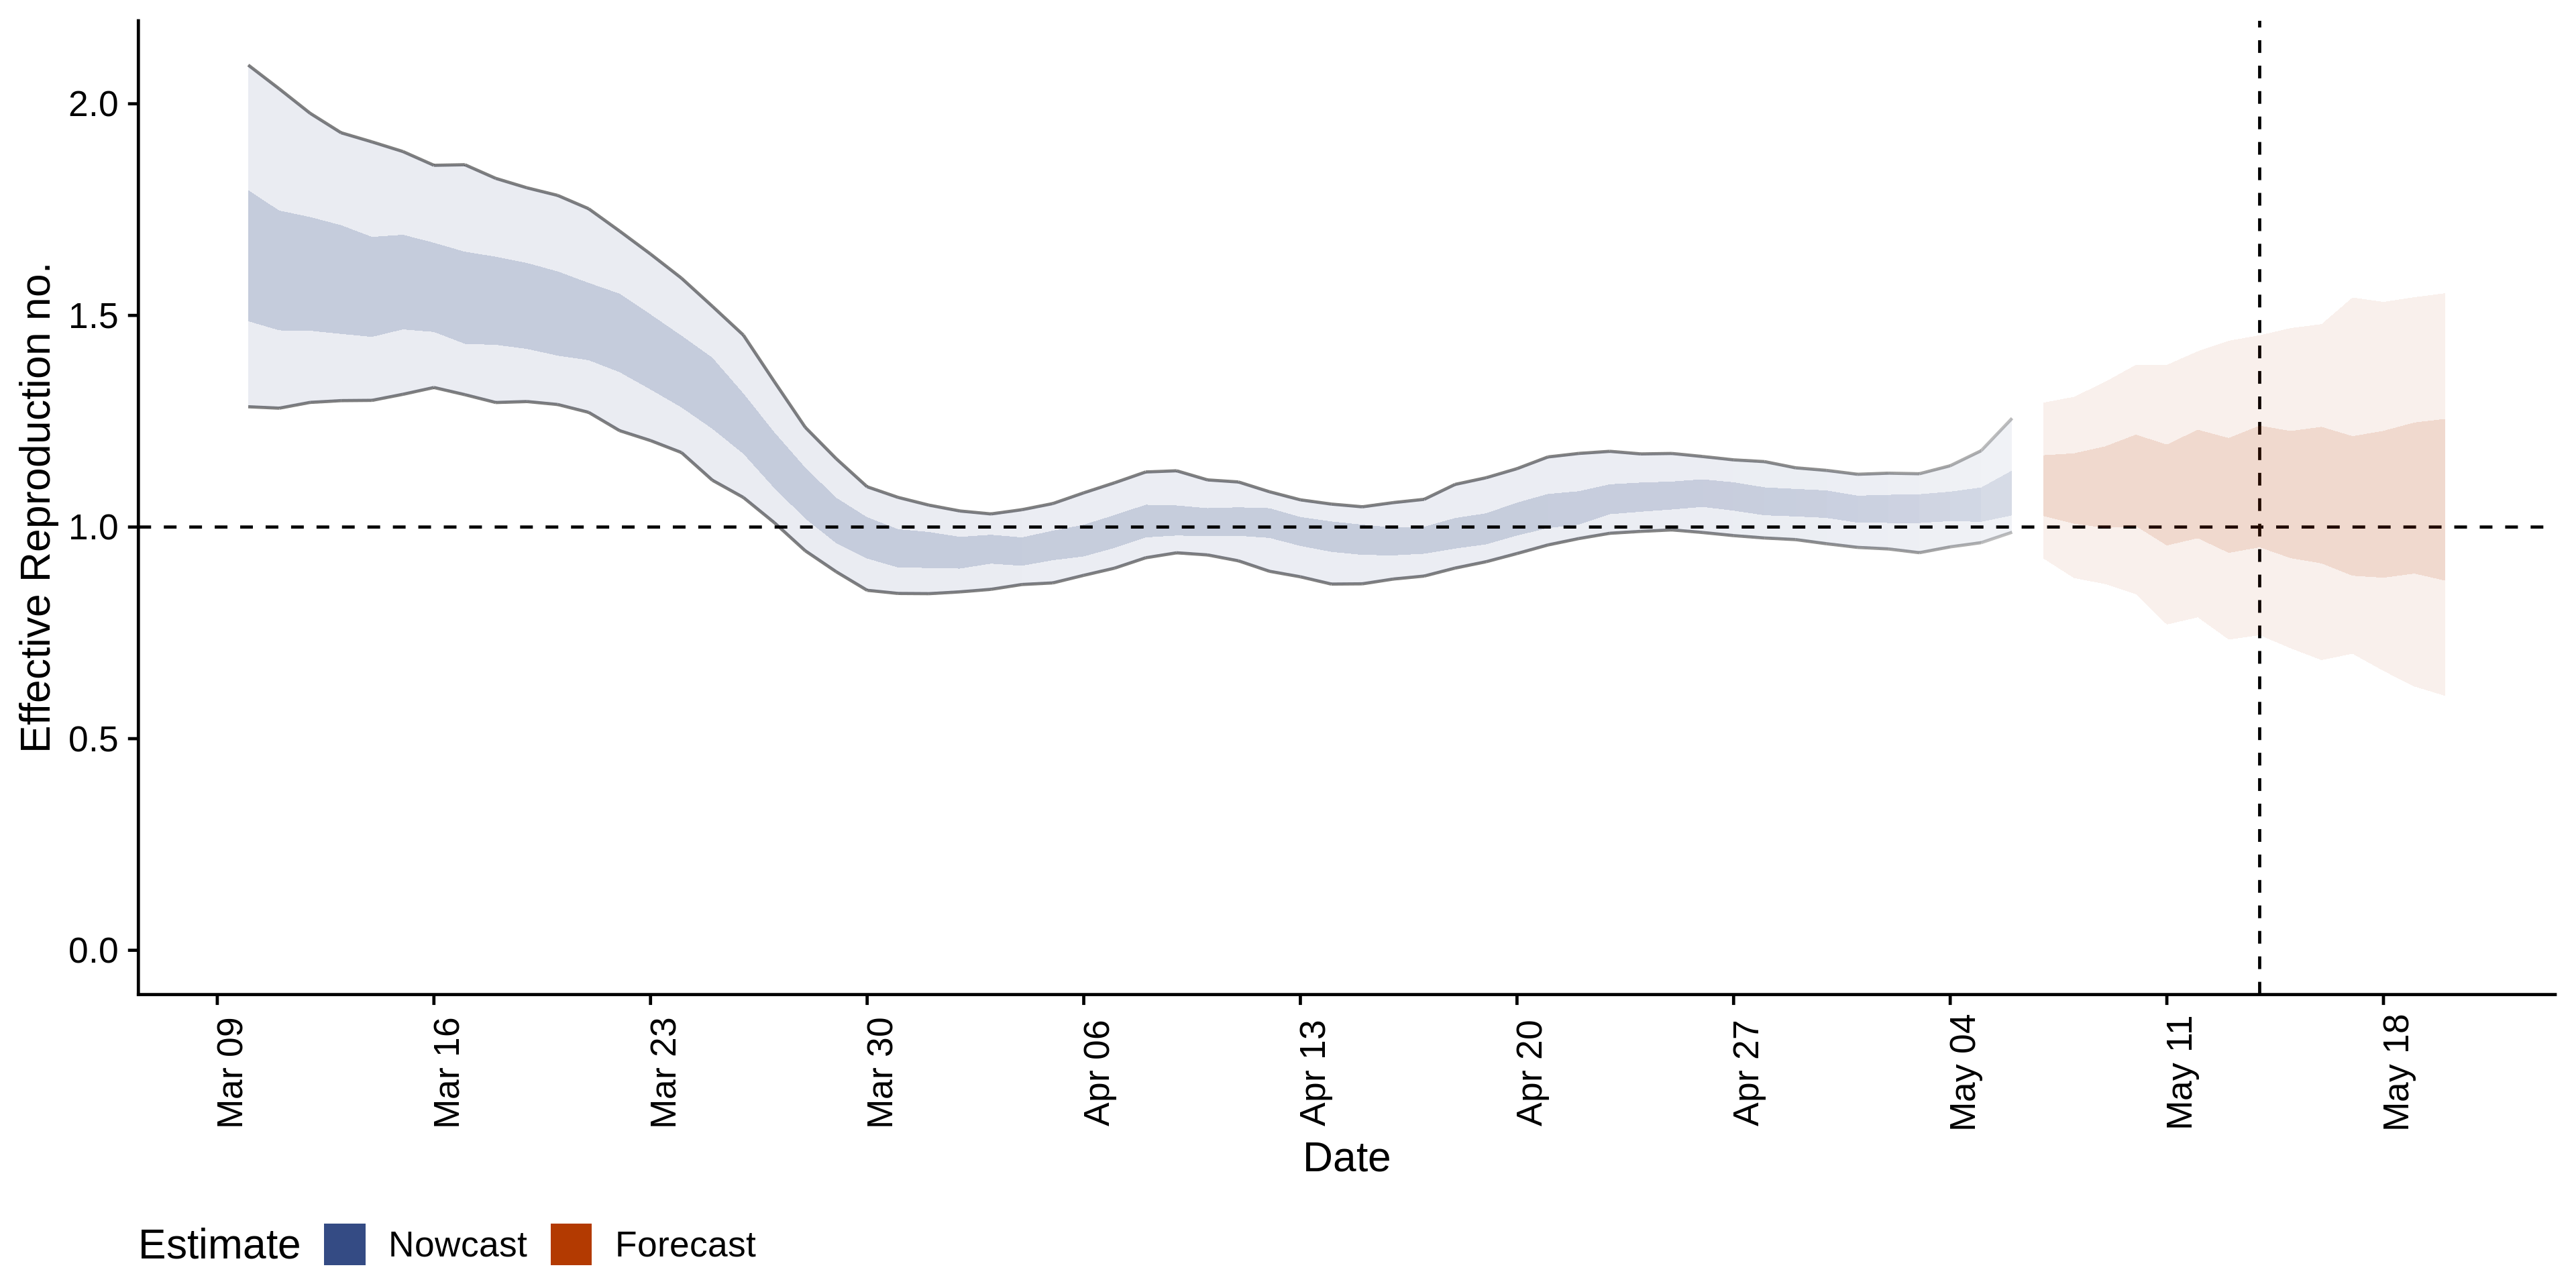 Effective Reproduction no.
2.0
1.5
1.0
0.5
0.0
Mar 09
Mar 16
Mar 23
Mar 30
Apr 06
Apr 13
Apr 20
Apr 27
May 04
May 11
May 18
Date
Estimate Nowcast Forecast